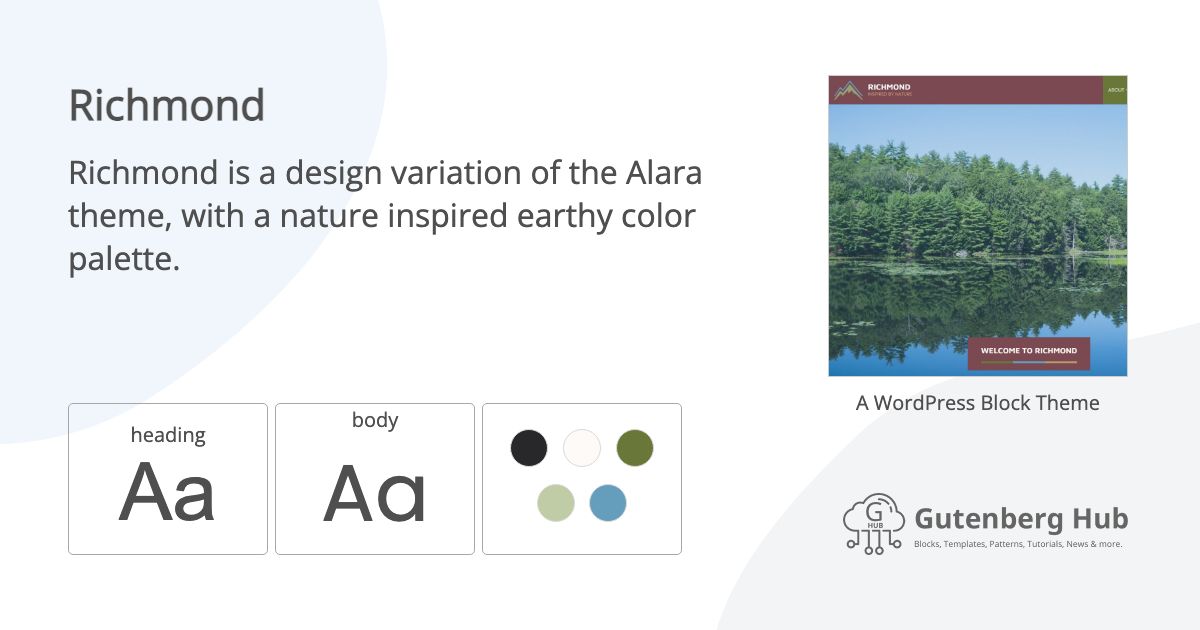 Richmond
Richmond is a design variation of the Alara
theme, with a nature inspired earthy color
palette.
heading
Aa
body
Aa
RICHMOND
INSPIRED BY NATURE
ABOUT
WELCOME TO RICHMOND
A WordPress Block Theme
G
HUB
Gutenberg Hub
Blocks, Templates, Patterns, Tutorials, News & more.